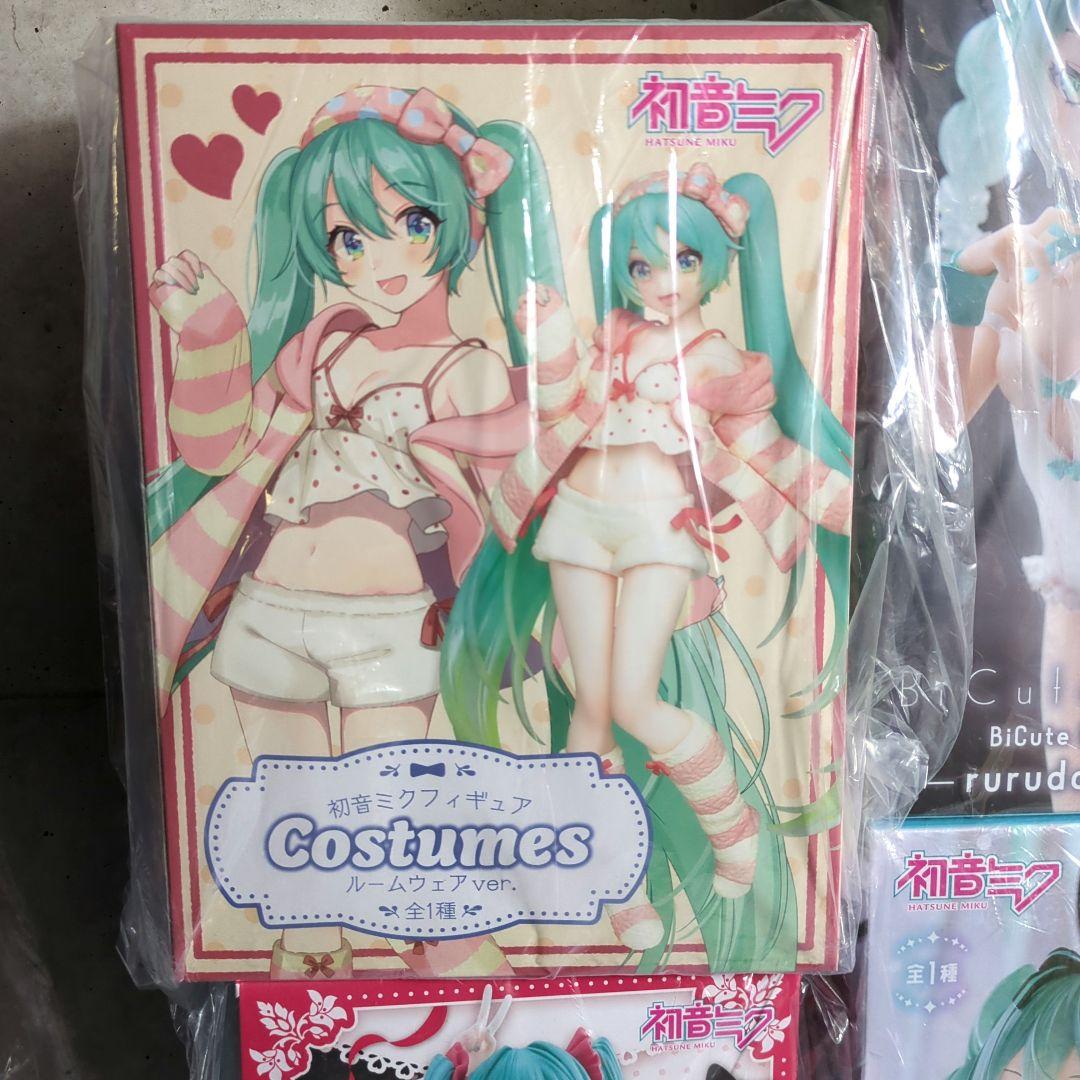 初音ミク
HATSUNE MIKU
初音ミクフィギュア
Costumes
ルームウェアver.
全1種
BiCut
BiCute
rurudo
初音ミク
HATSUNE MIKU
全1種
初音ミク
HATSUNE MIKU